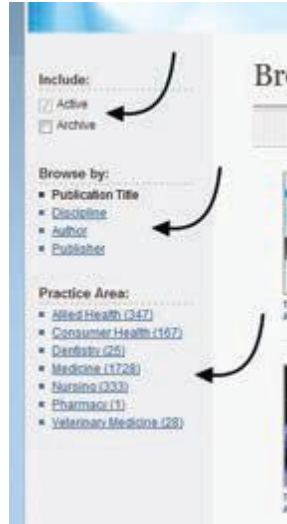 Br
Include:
Active
Archive
Browse by:
Publication Title
Discipline
Author
Publisher
Practice Area:
Allied Health (347)
Consumer Health (167)
Dentistry (25)
Medicine (1728)
Nursing (333)
Pharmacy (1)
Veterinary Medicine (28)